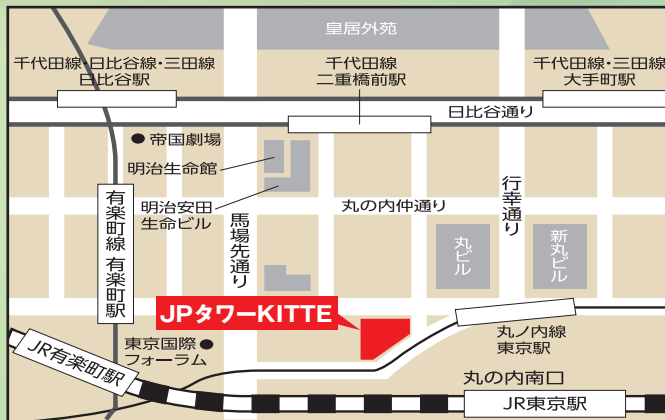 皇居外苑
千代田線・日比谷線・三田線
日比谷駅
千代田線
二重橋前駅
千代田線・三田線
大手町駅
日比谷通り
帝国劇場
明治生命館
明治安田
生命ビル
丸の内仲通り
行幸通り
馬場先通り
有楽町線 有楽町駅
丸ビル
新丸ビル
JPタワーKITTE
丸ノ内線
東京駅
東京国際
フォーラム
JR有楽町駅
丸の内南口
JR東京駅